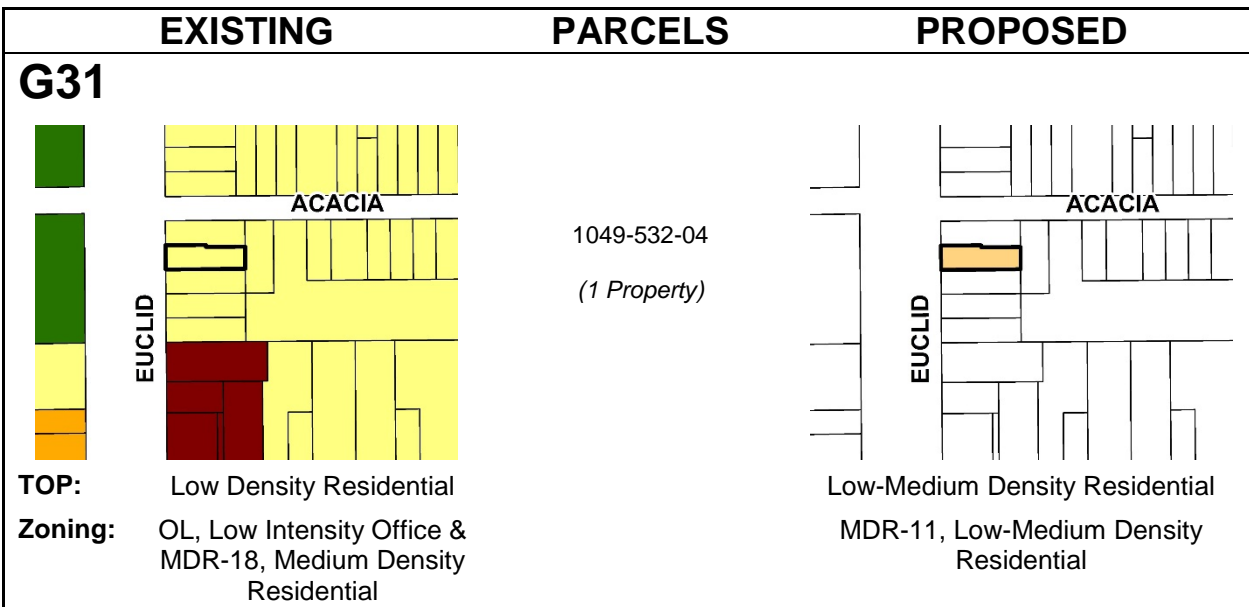 EXISTING PARCELS PROPOSED
G31
ACACIA
EUCLID
1049-532-04
(1 Property)
ACACIA
EUCLID
TOP: Low Density Residential Low-Medium Density Residential
Zoning: OL, Low Intensity Office &
MDR-18, Medium Density
Residential
MDR-11, Low-Medium Density
Residential